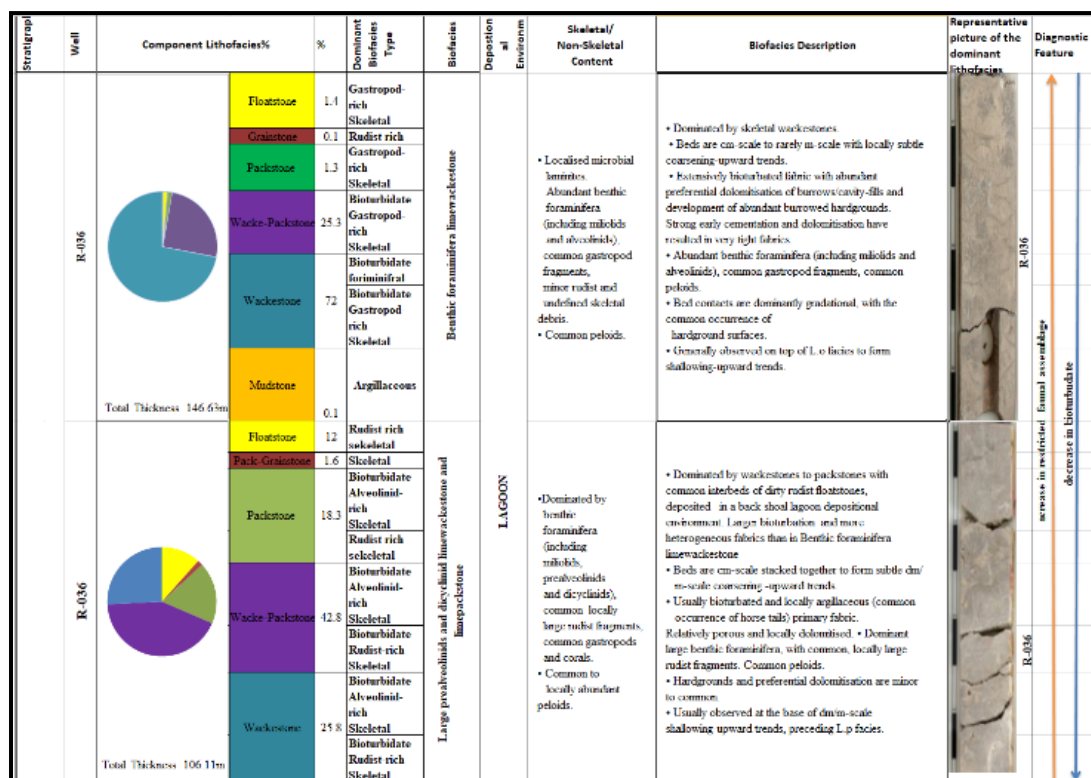 Stratigrapl
Well
Component Lithofacies%
%
Dominant
Biofacies
Type
Biofacies
Depostion
al
Environm
Skeletal/
Non-Skeletal
Content
Biofacies Description
Representative
picture of the
dominant
lithofacies
Diagnostic
Feature
R-036
Total Thickness 146.63m
Floatstone
1.4
Gastropod-
rich
Skeletal
Grainstone
0.1
Rudist rich
Packstone
1.3
Gastropod-
rich
Skeletal
Wacke-Packstone
25.3
Bioturbidate
Gastropod-
rich
Skeletal
Wackestone
72
Bioturbidate
foriminifral
Bioturbidate
Gastropod
rich
Skeletal
Mudstone
0.1
Argillaceous
Benthic foraminifera limewackestone
LAGOON
• Localised microbial
laminites.
Abundant benthic
foraminifera
(including miliolids
and alveolinids),
common gastropod
fragments,
minor rudist and
undefined skeletal
debris.
• Common peloids.
• Dominated by skeletal wackestones.
• Beds are cm-scale to rarely m-scale with locally subtle
coarsening-upward trends.
• Extensively bioturbated fabric with abundant
preferential dolomitisation of burrows/cavity-fills and
development of abundant burrowed hardgrounds.
Strong early cementation and dolomitisation have
resulted in very tight fabrics.
• Abundant benthic foraminifera (including miliolids and
alveolinids), common gastropod fragments, common
peloids.
• Bed contacts are dominantly gradational, with the
common occurrence of
hardground surfaces.
• Generally observed on top of L.o facies to form
shallowing-upward trends.
R-036
ncrease in restricted faunal assemblage
decrease in bioturbudate
R-036
Total Thickness 106.11m
Floatstone
12
Rudist rich
sekeletal
Pack-Grainstone
1.6
Skeletal
Packstone
18.3
Bioturbidate
Alveolinid-
rich
Skeletal
Rudist rich
sekeletal
Wacke-Packstone
42.8
Bioturbidate
Alveolinid-
rich
Skeletal
Bioturbidate
Rudist-rich
Skeletal
Wackestone
25.8
Bioturbidate
Alveolinid-
rich
Skeletal
Bioturbidate
Rudist-rich
Skeletal
Large prealveolinids and dicyclinid limewackestone and
limepackstone
•Dominated by
benthic
foraminifera
(including
miliolids,
prealveolinids
and dicyclinids),
common locally
large rudist fragments,
common gastropods
and corals.
• Common to
locally abundant
peloids.
• Dominated by wackestones to packstones with
common interbeds of dirty rudist floatstones,
deposited in a back shoal lagoon depositional
environment. Larger bioturbation and more
heterogeneous fabrics than in Benthic foraminifera
limewackestone
• Beds are cm-scale stacked together to form subtle dm/
m-scale coarsening -upward trends.
• Usually bioturbated and locally argillaceous (common
occurrence of horse tails) primary fabric.
Relatively porous and locally dolomitised. • Dominant
large benthic foraminifera, with common, locally large
rudist fragments. Common peloids.
• Hardgrounds and preferential dolomitisation are minor
to common.
• Usually observed at the base of dm/m-scale
shallowing upward trends, preceding L.p facies.
R-036